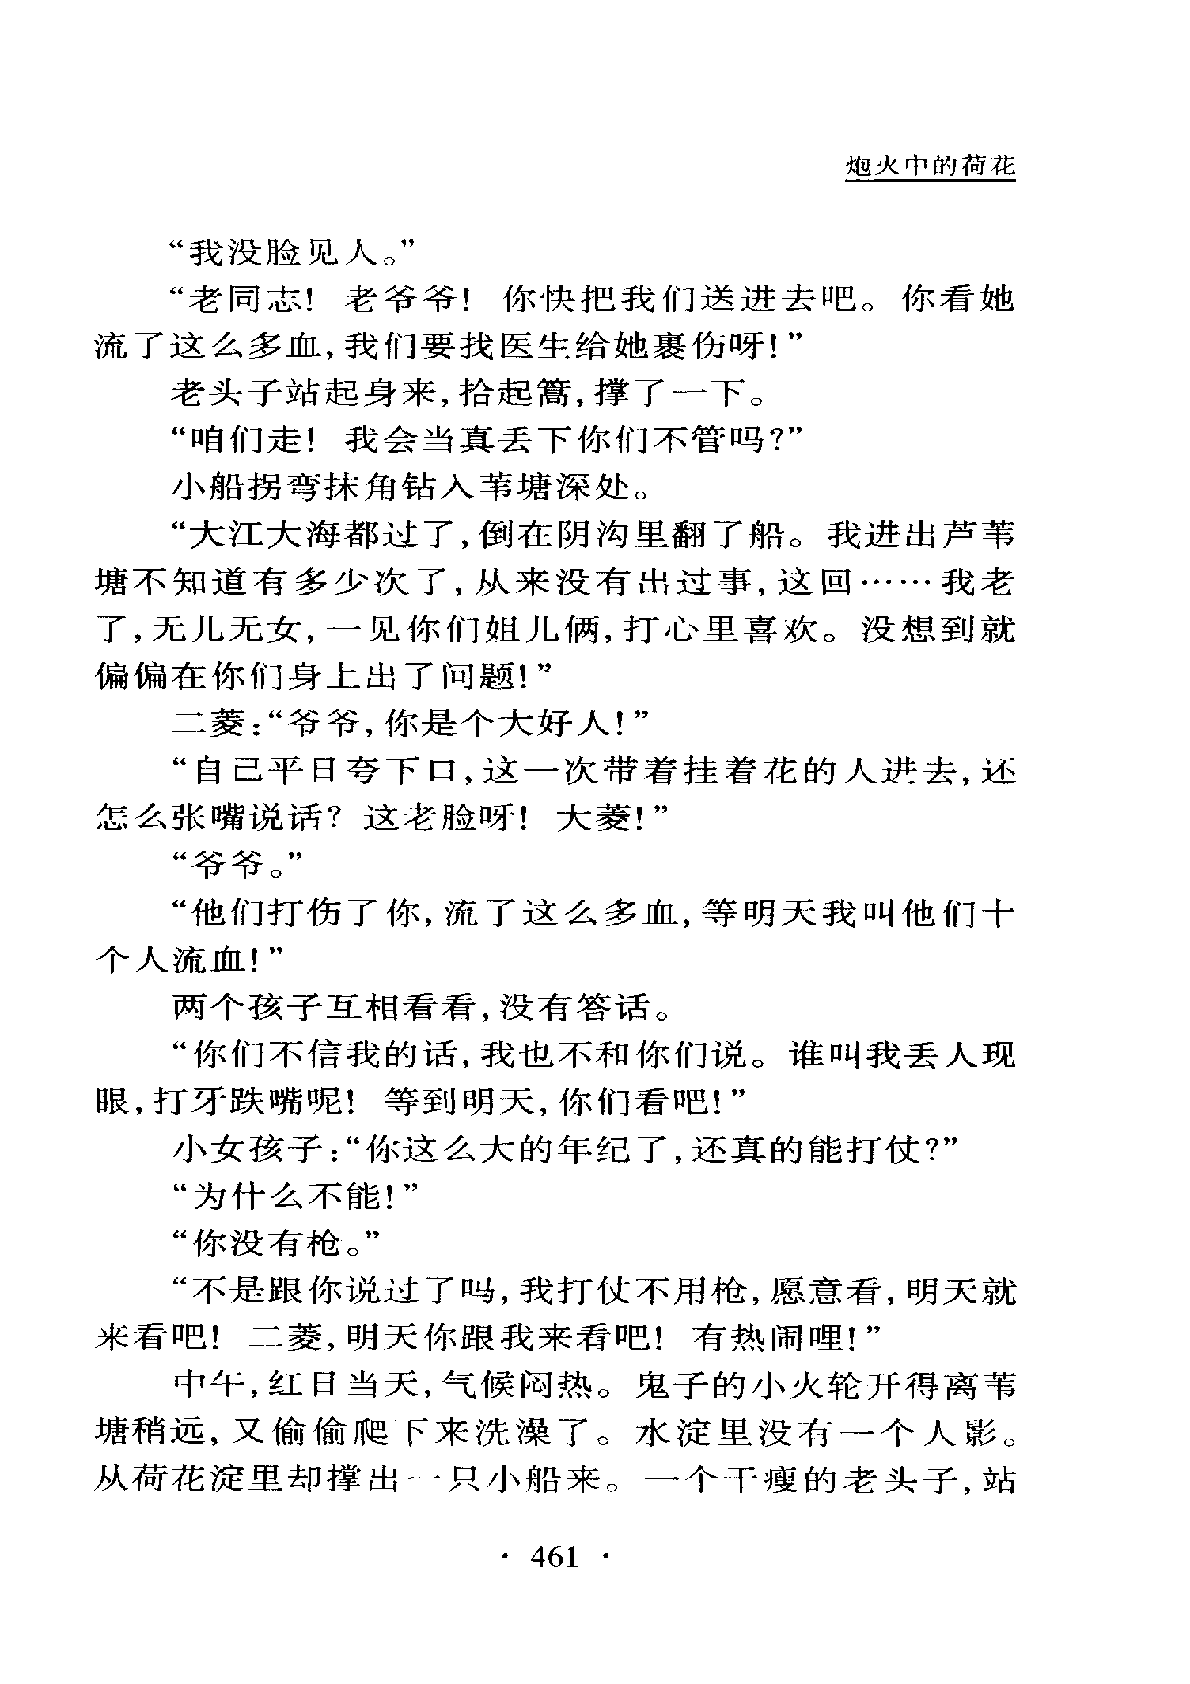 炮火中的荷花
“我没脸见人。”
“老同志！老爷爷！你快把我们送进去吧。你看她
流了这么多血，我们要找医生给她裹伤呀！”
老头子站起身来，拾起篙，撑了一下。
“咱们走！我会当真丢下你们不管吗？”
小船拐弯抹角钻入苇塘深处。
“大江大海都过了，倒在阴沟里翻了船。我进出芦苇
塘不知道有多少次了，从来没有出过事，这回……我老
了，无儿无女，一见你们姐儿俩，打心里喜欢。没想到就
偏偏在你们身上出了问题！”
二菱：“爷爷，你是个大好人！”
“自己平日夸下口，这一次带着挂着花的人进去，还
怎么张嘴说话？这老脸呀！大菱！”
“爷爷。”
“他们打伤了你，流了这么多血，等明天我叫他们十
个人流血！”
两个孩子互相看看，没有答话。
“你们不信我的话，我也不和你们说。谁叫我丢人现
眼，打牙跌嘴呢！等到明天，你们看吧！”
小女孩子：“你这么大的年纪了，还真的能打仗？”
“为什么不能！”
“你没有枪。”
“不是跟你说过了吗，我打仗不用枪，愿意看，明天就
来看吧！二菱，明天你跟我来看吧！有热闹哩！”
中午，红日当天，气候闷热。鬼子的小火轮开得离苇
塘稍远，又偷偷爬下来洗澡了。水淀里没有一个人影。
从荷花淀里却撑出一只小船来。一个干瘦的老头子，站
· 461 ·